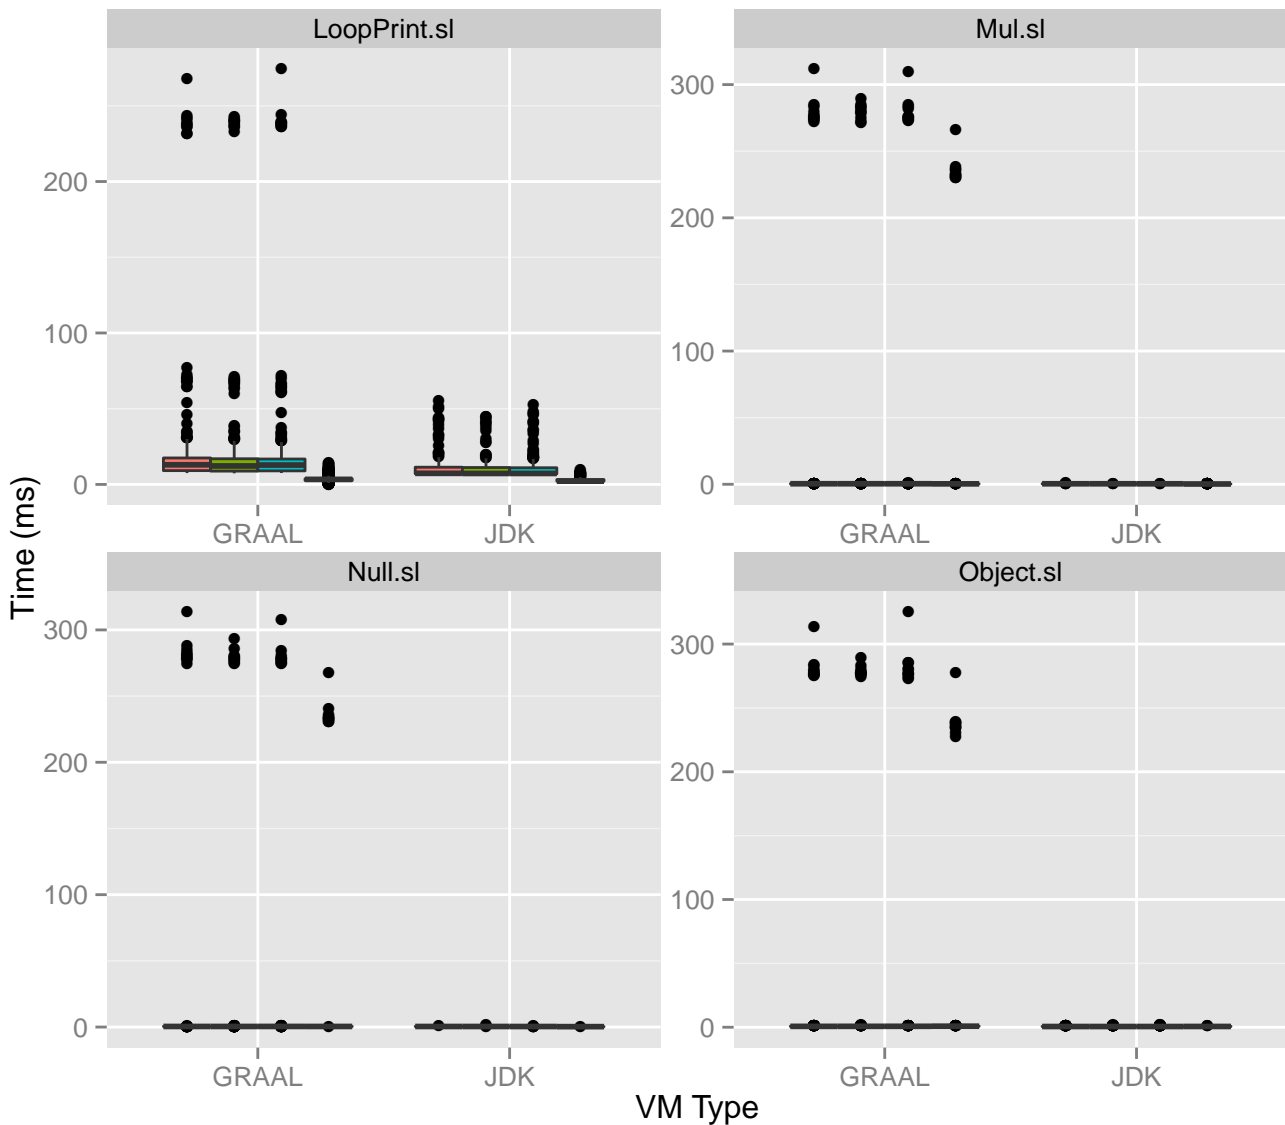 LoopPrint.sl
Mul.sl
200
100
0
300
200
100
0
GRAAL
JDK
GRAAL
JDK
Null.sl
Object.sl
300
200
100
0
300
200
100
0
GRAAL
JDK
GRAAL
JDK
Time (ms)
VM Type